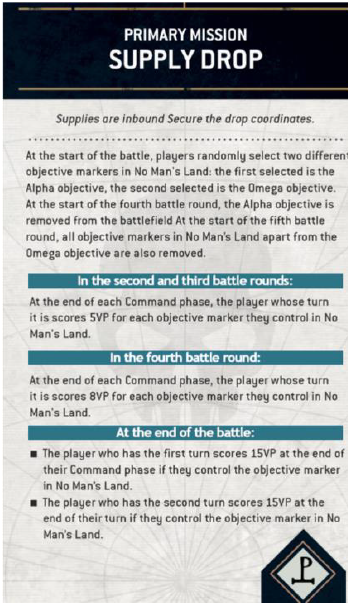 PRIMARY MISSION
SUPPLY DROP
Supplies are inbound Secure the drop coordinates.
At the start of the battle, players randomly select two different
objective markers in No Man's Land: the first selected is the
Alpha objective, the second selected is the Omega objective.
At the start of the fourth battle round, the Alpha objective is
removed from the battlefield At the start of the fifth battle
round, all objective markers in No Man's Land apart from the
Omega objective are also removed.
In the second and third battle rounds:
At the end of each Command phase, the player whose turn
it is scores 5VP for each objective marker they control in No
Man's Land.
In the fourth battle round:
At the end of each Command phase, the player whose turn
it is scores 8VP for each objective marker they control in No
Man's Land.
At the end of the battle:
■ The player who has the first turn scores 15VP at the end of
their Command phase if they control the objective marker
in No Man's Land.
■ The player who has the second turn scores 15VP at the
end of their turn if they control the objective marker in No
Man's Land.
P